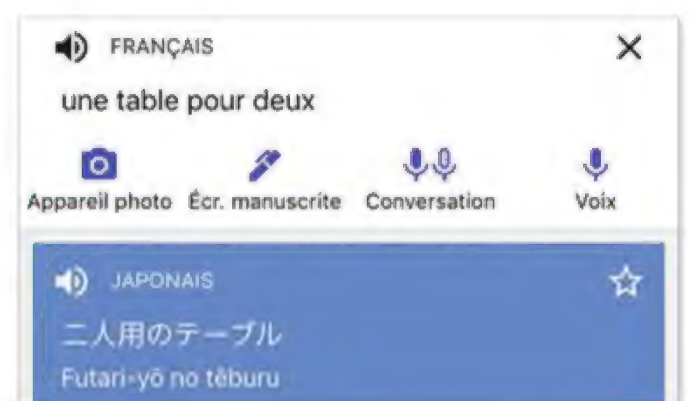 FRANÇAIS
une table pour deux
Appareil photo Écr. manuscrite Conversation Voix
JAPONAIS
二人用のテーブル
Futari-yō no tēburu